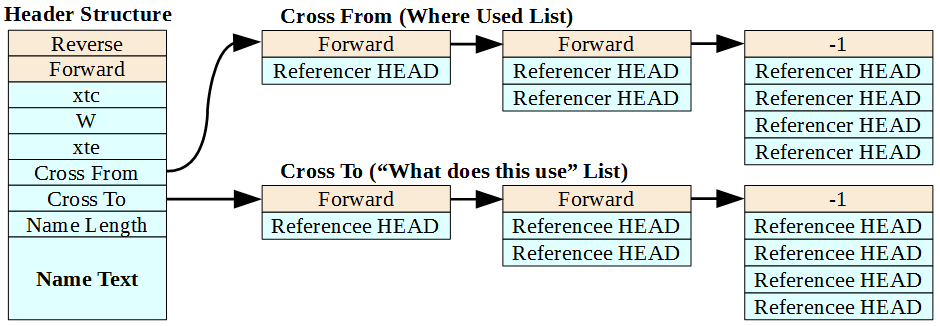 Header Structure
Reverse
Forward
xtc
W
xte
Cross From
Cross To
Name Length
Name Text
Cross From (Where Used List)
Forward
Referencer HEAD
Forward
Referencer HEAD
Referencer HEAD
-1
Referencer HEAD
Referencer HEAD
Referencer HEAD
Referencer HEAD
Cross To (“What does this use” List)
Forward
Referencee HEAD
Forward
Referencee HEAD
Referencee HEAD
-1
Referencee HEAD
Referencee HEAD
Referencee HEAD
Referencee HEAD